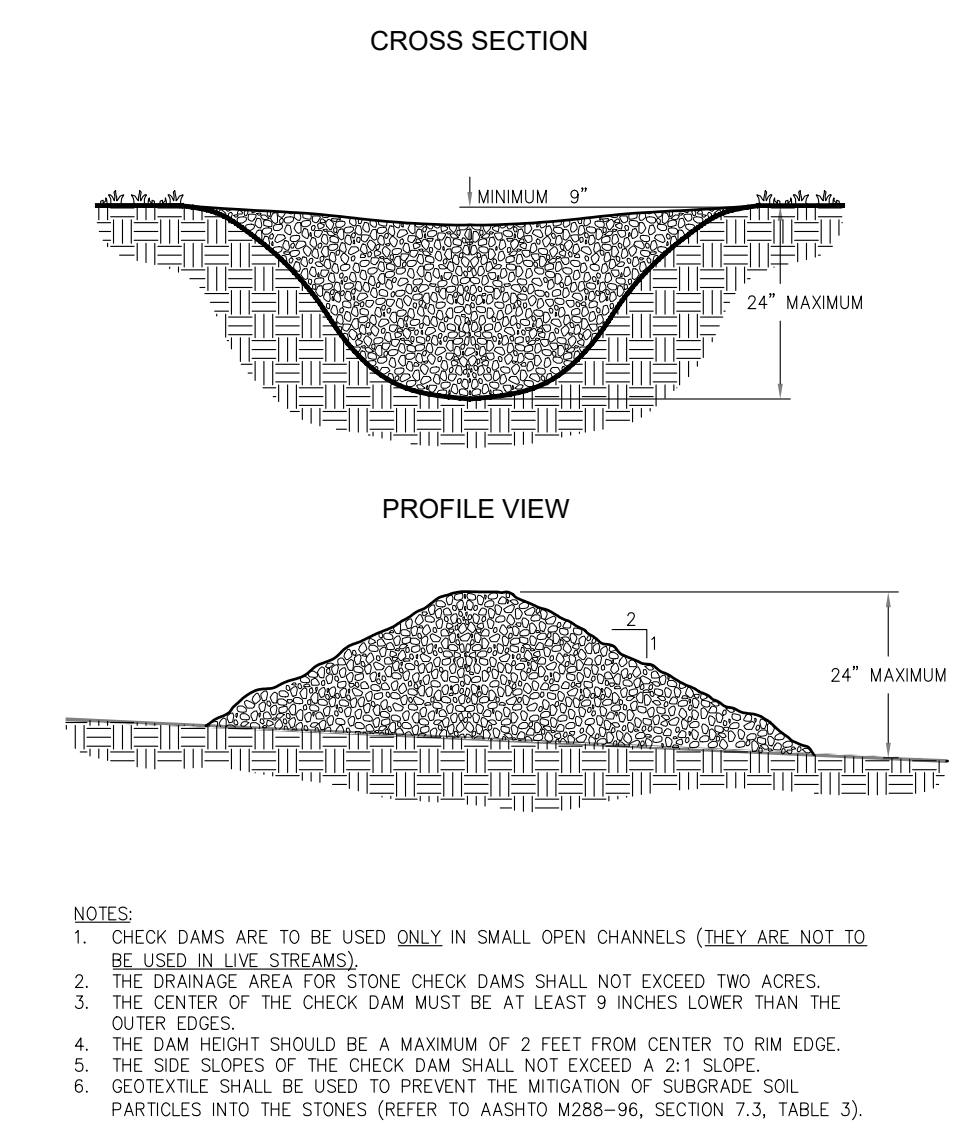 CROSS SECTION
MINIMUM 9”
24” MAXIMUM
PROFILE VIEW
2
1
24” MAXIMUM
NOTES:
1. CHECK DAMS ARE TO BE USED ONLY IN SMALL OPEN CHANNELS (THEY ARE NOT TO
BE USED IN LIVE STREAMS).
2. THE DRAINAGE AREA FOR STONE CHECK DAMS SHALL NOT EXCEED TWO ACRES.
3. THE CENTER OF THE CHECK DAM MUST BE AT LEAST 9 INCHES LOWER THAN THE
OUTER EDGES.
4. THE DAM HEIGHT SHOULD BE A MAXIMUM OF 2 FEET FROM CENTER TO RIM EDGE.
5. THE SIDE SLOPES OF THE CHECK DAM SHALL NOT EXCEED A 2:1 SLOPE.
6. GEOTEXTILE SHALL BE USED TO PREVENT THE MITIGATION OF SUBGRADE SOIL
PARTICLES INTO THE STONES (REFER TO AASHTO M288-96, SECTION 7.3, TABLE 3).